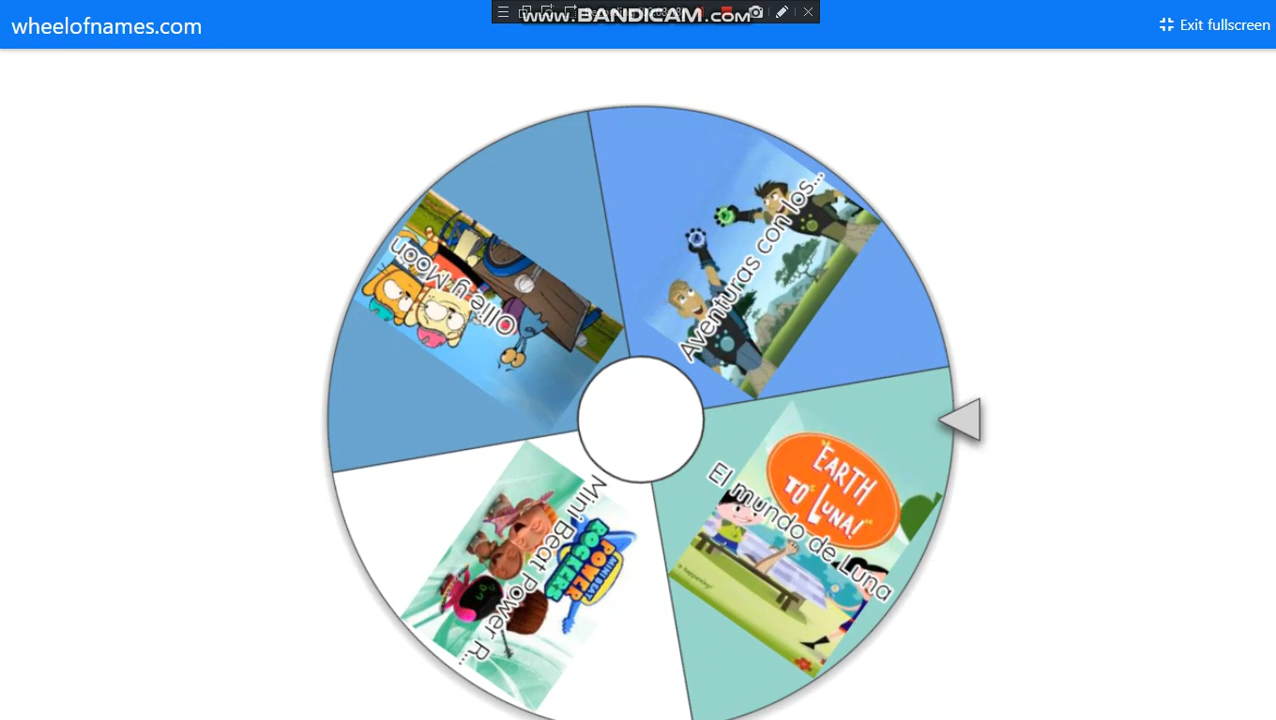 wheelofnames.com
www.BANDICAM.com
Exit fullscreen
Aventuras con los...
Ollie y Moon
EARTH
TO LUNA!
El mundo de Luna
Mini Beat Power R...
MINI BEAT
POWER
ROCKERS